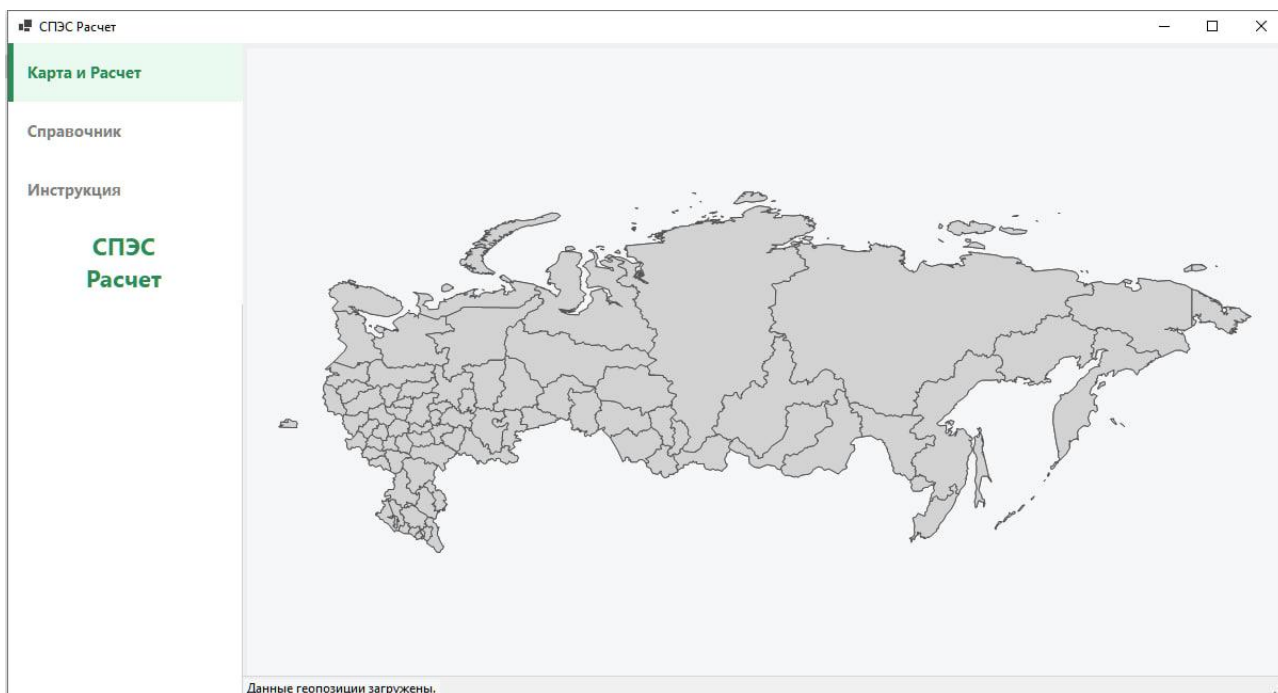 СПЭС Расчет
Карта и Расчет
Справочник
Инструкция
СПЭС
Расчет
Данные геопозиции загружены.